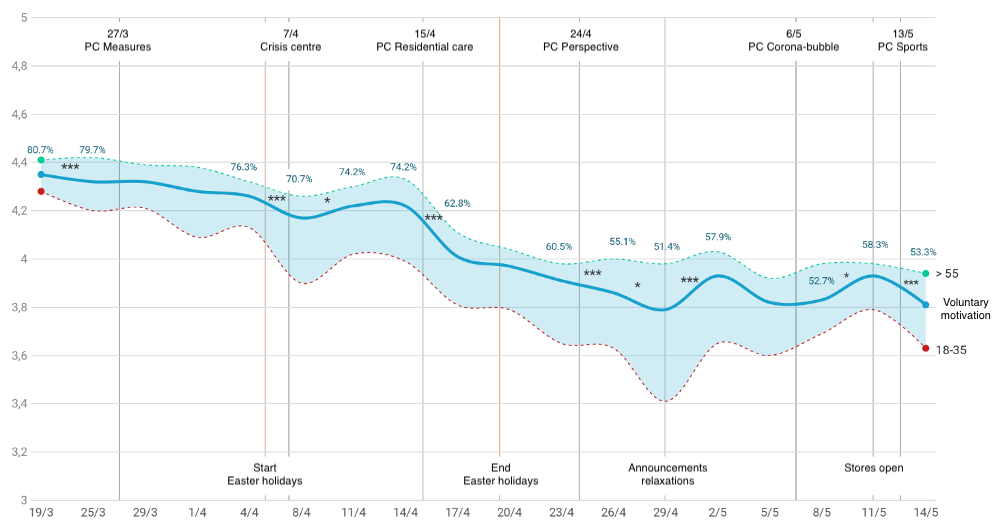 5
27/3
PC Measures
7/4
Crisis centre
15/4
PC Residential care
24/4
PC Perspective
6/5
PC Corona-bubble
13/5
PC Sports
4,8
4,6
4,4
80.7%
79.7%
***
76.3%
***
70.7%
*
74.2%
74.2%
***
62.8%
4,2
4
60.5%
***
55.1%
*
51.4%
***
57.9%
52.7%
*
58.3%
***
53.3%
> 55
3,8
Voluntary
motivation
3,6
18-35
3,4
3,2
Start
Easter holidays
End
Easter holidays
Announcements
relaxations
Stores open
3
19/3 25/3 29/3 1/4 4/4 8/4 11/4 14/4 17/4 20/4 23/4 26/4 29/4 2/5 5/5 8/5 11/5 14/5